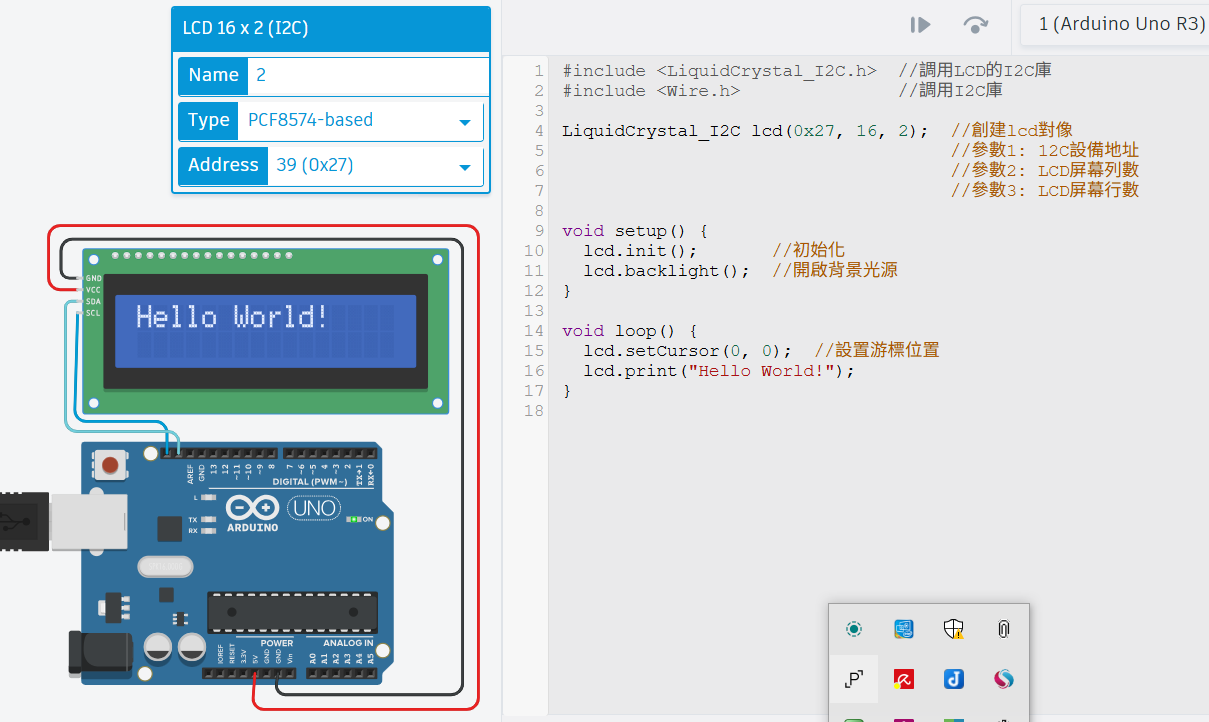 LCD 16 x 2 (I2C)
Name 2
Type PCF8574-based
Address 39 (0x27)
GND
VCC
SDA
SCL
Hello World!
AREF
GND
13
12
~11
~10
~9
8
7
~6
~5
4
~3
2
TX→1
RX←0
DIGITAL (PWM~)
L
TX
RX
ARDUINO
UNO
ON
POWER
ANALOG IN
IOREF
RESET
3.3V
5V
GND
GND
Vin
A0
A1
A2
A3
A4
A5
1 (Arduino Uno R3)
1 #include <LiquidCrystal_I2C.h>  //調用LCD的I2C庫
2 #include <Wire.h>               //調用I2C庫
3
4 LiquidCrystal_I2C lcd(0x27, 16, 2);  //創建lcd對像
5 //參數1: 12C設備地址
6 //參數2: LCD屏幕列數
7 //參數3: LCD屏幕行數
8
9 void setup() {
10   lcd.init();       //初始化
11   lcd.backlight();  //開啟背景光源
12 }
13
14 void loop() {
15   lcd.setCursor(0, 0);  //設置游標位置
16   lcd.print("Hello World!");
17 }
18